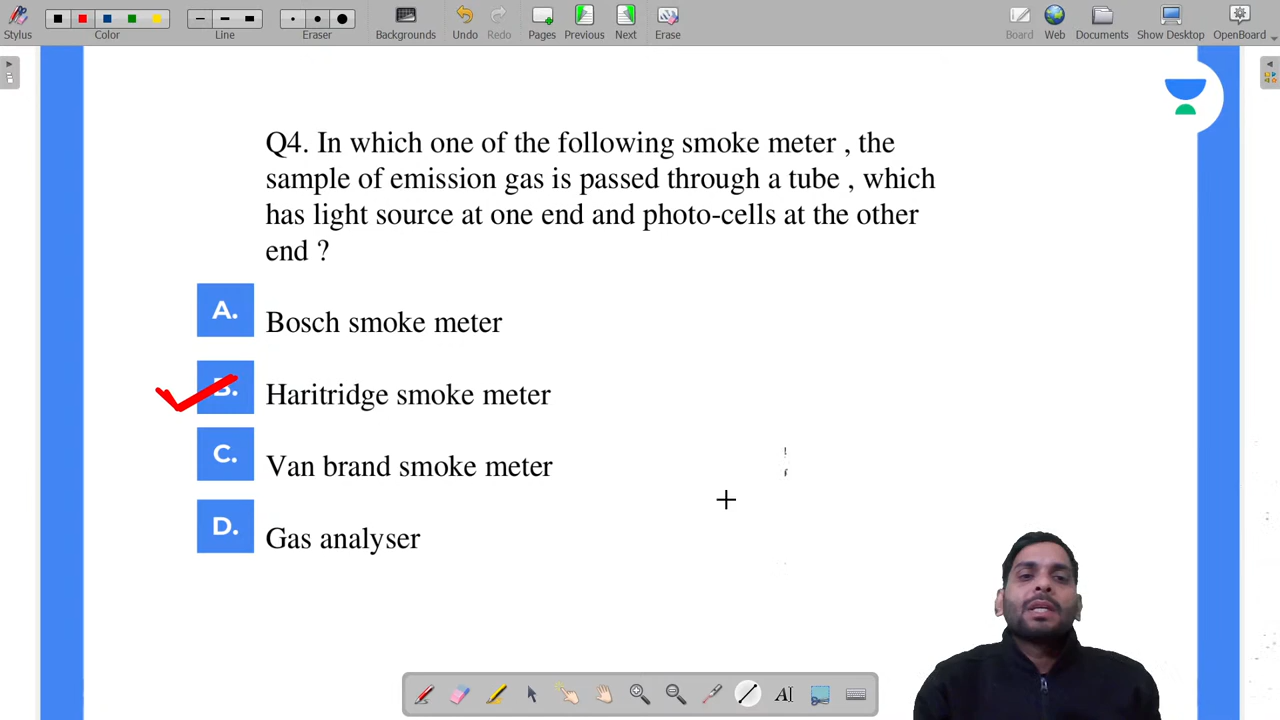 Stylus
Color
Line
Eraser
Backgrounds
Undo
Redo
Pages
Previous
Next
Erase
Board
Web
Documents
Show Desktop
OpenBoard
Q4. In which one of the following smoke meter , the
sample of emission gas is passed through a tube , which
has light source at one end and photo-cells at the other
end ?
A.
Bosch smoke meter
B.
Haritridge smoke meter
C.
Van brand smoke meter
D.
Gas analyser
AI